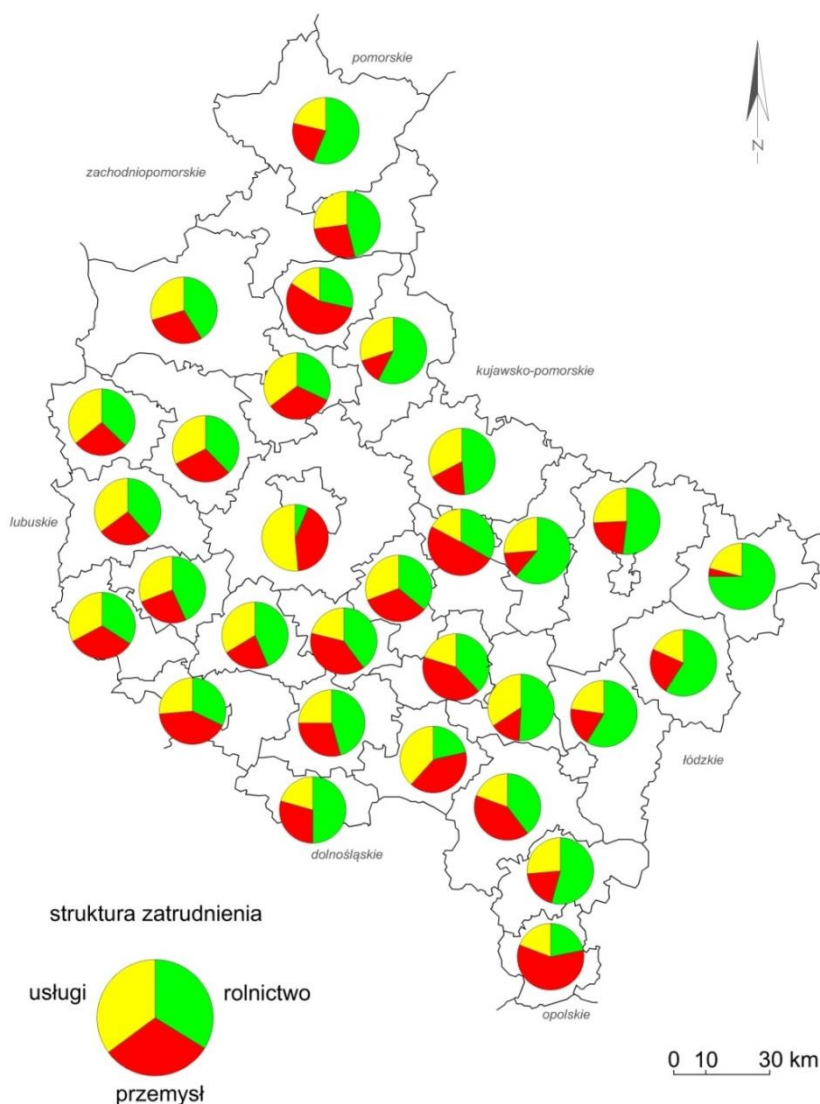 pomorskie
N
zachodniopomorskie
kujawsko-pomorskie
lubuskie
łódzkie
dolnośląskie
struktura zatrudnienia
usługi
rolnictwo
przemysł
opolskie
0 10 30 km